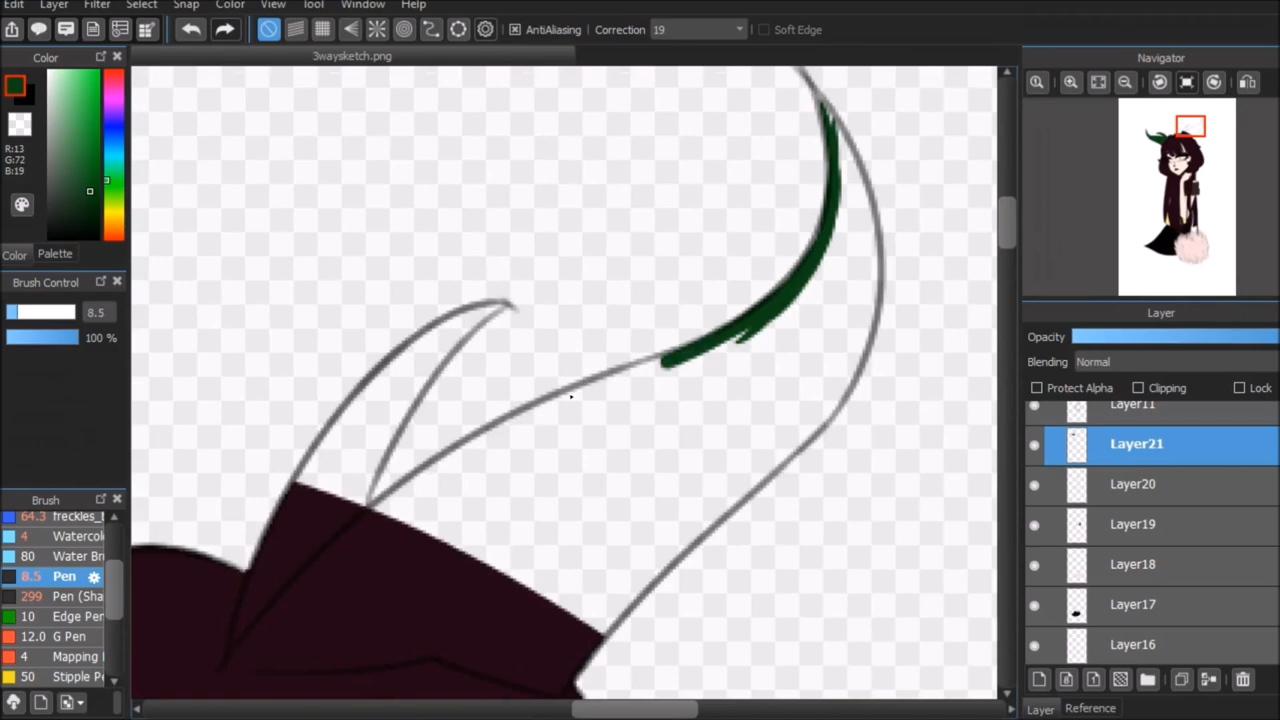 Edit Layer Filter Select Snap Color View Tool Window Help
AntiAliasing Correction 19 Soft Edge
Color
3waysketch.png
Navigator
R:13
G:72
B:19
Color Palette
Brush Control
8.5
100 %
Layer
Opacity
Blending Normal
Protect Alpha Clipping Lock
Layer11
Layer21
Layer20
Layer19
Layer18
Layer17
Layer16
Brush
64.3 freckles_
4 Waterco
80 Water Br
8.5 Pen
299 Pen (Sha
10 Edge Pen
12.0 G Pen
4 Mapping
50 Stipple Pe
Layer Reference